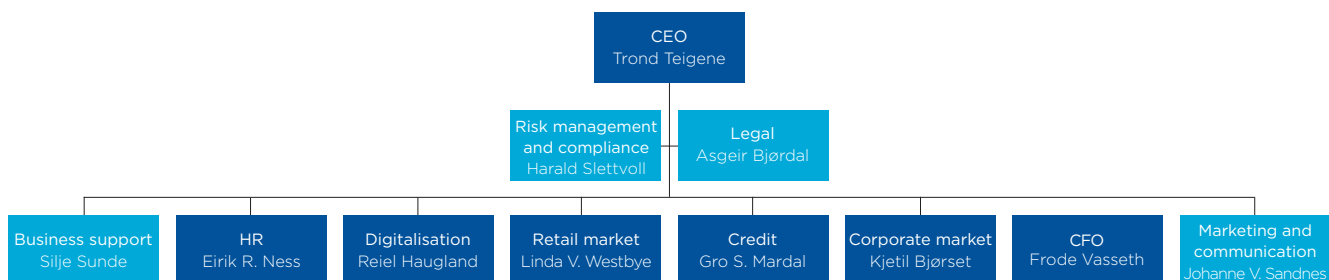 CEO
Trond Teigene
Risk management
and compliance
Harald Slettvoll
Legal
Asgeir Bjørdal
Business support
Silje Sunde
HR
Eirik R. Ness
Digitalisation
Reiel Haugland
Retail market
Linda V. Westbye
Credit
Gro S. Mardal
Corporate market
Kjetil Bjørset
CFO
Frode Vasseth
Marketing and
communication
Johanne V. Sandnes